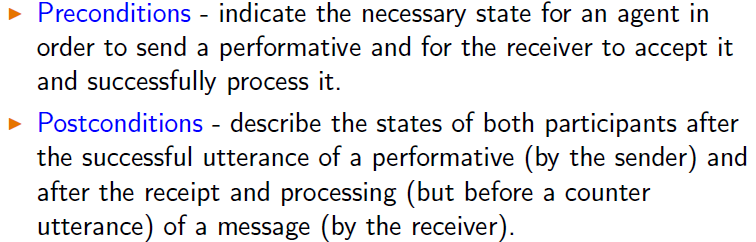 ▶ Preconditions - indicate the necessary state for an agent in
order to send a performative and for the receiver to accept it
and successfully process it.
▶ Postconditions - describe the states of both participants after
the successful utterance of a performative (by the sender) and
after the receipt and processing (but before a counter
utterance) of a message (by the receiver).